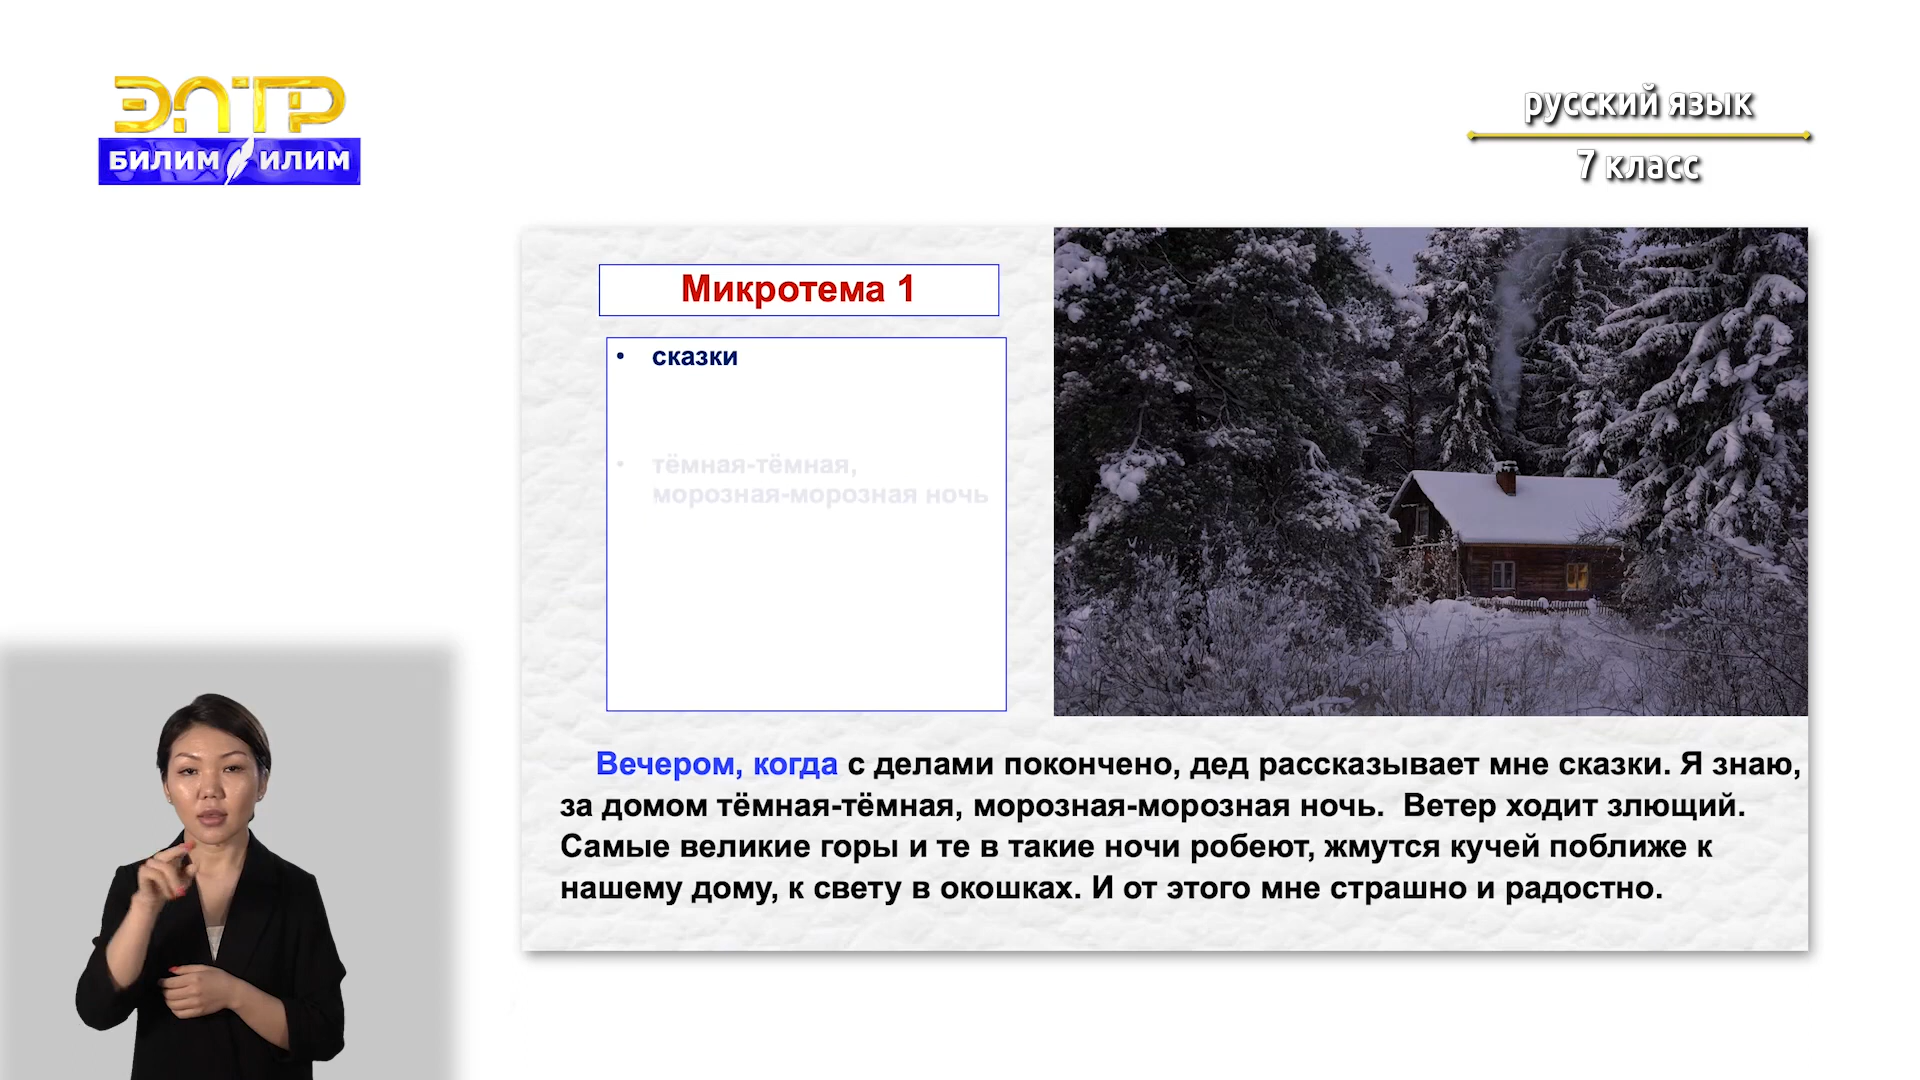 ЭЛТР
БИЛИМ ИЛИМ
русский язык
7 класс
Микротема 1
• сказки
• тёмная-тёмная,
морозная-морозная ночь
Вечером, когда с делами покончено, дед рассказывает мне сказки. Я знаю,
за домом тёмная-тёмная, морозная-морозная ночь. Ветер ходит злющий.
Самые великие горы и те в такие ночи робеют, жмутся кучей поближе к
нашему дому, к свету в окошках. И от этого мне страшно и радостно.